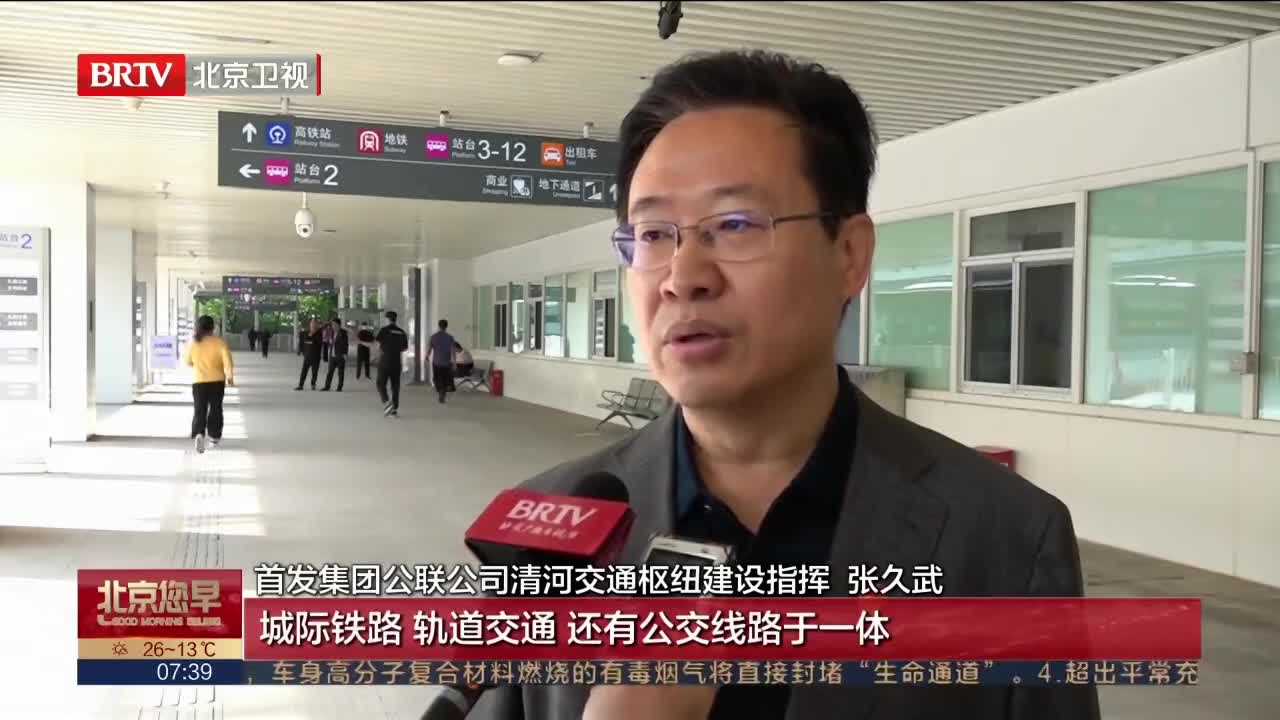 BRTV 北京卫视
高铁站 地铁 站台 3-12 出租车
Railway Station Subway Platform Taxi
站台 2 商业 地下通道
Platform Shopping Underpass
站台 2
BRTV
首发集团公联公司清河交通枢纽建设指挥 张久武
北京您早
GOOD MORNING BEIJING
城际铁路 轨道交通 还有公交线路于一体
26~13℃
07:39
，车身高分子复合材料燃烧的有毒烟气将直接封堵“生命通道”。4.超出平常充